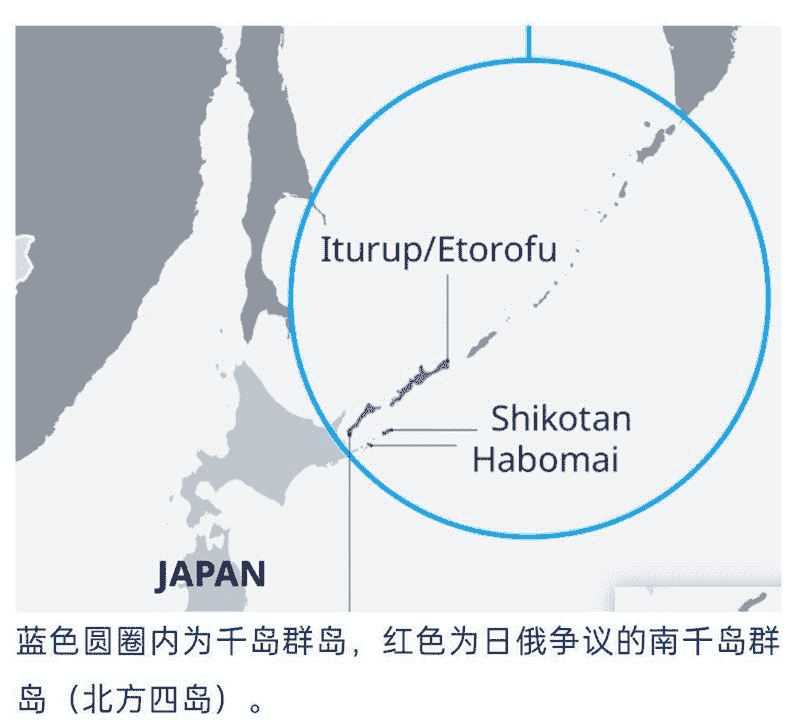 Iturup/Etorofu
Shikotan
Habomai
JAPAN
蓝色圆圈内为千岛群岛，红色为日俄争议的南千岛群
岛（北方四岛）。